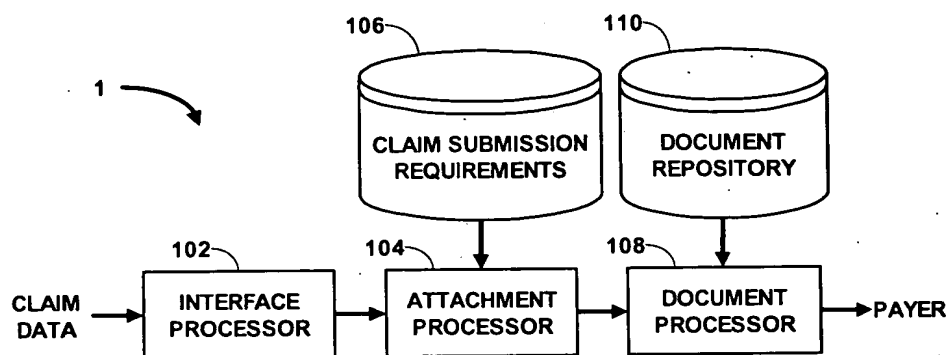 106
110
1
CLAIM SUBMISSION
REQUIREMENTS
DOCUMENT
REPOSITORY
102
104
108
CLAIM
DATA
INTERFACE
PROCESSOR
ATTACHMENT
PROCESSOR
DOCUMENT
PROCESSOR
PAYER